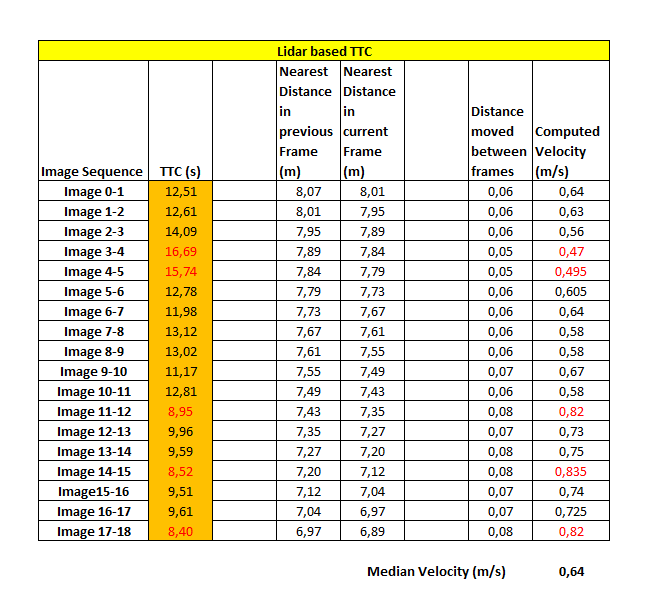 Lidar based TTC
Image Sequence TTC (s) Nearest Distance in previous Frame (m) Nearest Distance in current Frame (m) Distance moved between frames Computed Velocity (m/s)
Image 0-1 12,51 8,07 8,01 0,06 0,64
Image 1-2 12,61 8,01 7,95 0,06 0,63
Image 2-3 14,09 7,95 7,89 0,06 0,56
Image 3-4 16,69 7,89 7,84 0,05 0,47
Image 4-5 15,74 7,84 7,79 0,05 0,495
Image 5-6 12,78 7,79 7,73 0,06 0,605
Image 6-7 11,98 7,73 7,67 0,06 0,64
Image 7-8 13,12 7,67 7,61 0,06 0,58
Image 8-9 13,02 7,61 7,55 0,06 0,58
Image 9-10 11,17 7,55 7,49 0,07 0,67
Image 10-11 12,81 7,49 7,43 0,06 0,58
Image 11-12 8,95 7,43 7,35 0,08 0,82
Image 12-13 9,96 7,35 7,27 0,07 0,73
Image 13-14 9,59 7,27 7,20 0,08 0,75
Image 14-15 8,52 7,20 7,12 0,08 0,835
Image15-16 9,51 7,12 7,04 0,07 0,74
Image 16-17 9,61 7,04 6,97 0,07 0,725
Image 17-18 8,40 6,97 6,89 0,08 0,82
Median Velocity (m/s) 0,64